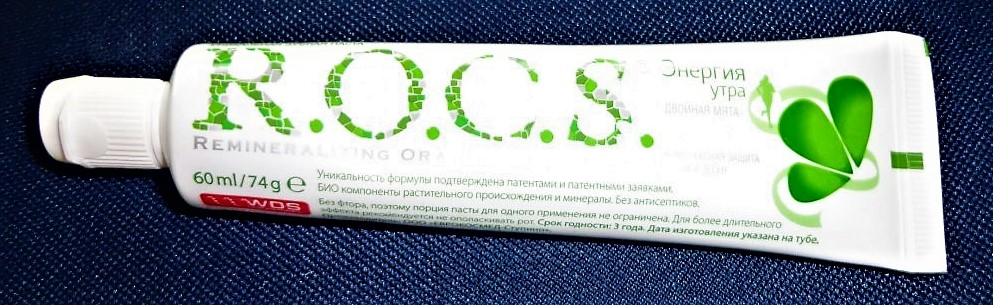 R.O.C.S.
Энергия
утра
ДВОЙНАЯ МЯТА
REMINERALIZING
ЗАЩИТА
60 ml/74 g e
Уникальность формулы подтверждена патентами и патентными заявками.
БИО компоненты растительного происхождения и минералы. Без антисептиков.
WDS
Без фтора, поэтому порция пасты для одного применения не ограничена. Для более длительного
эффекта рекомендуется не ополаскивать рот. Срок годности: 3 года. Дата изготовления указана на тубе.